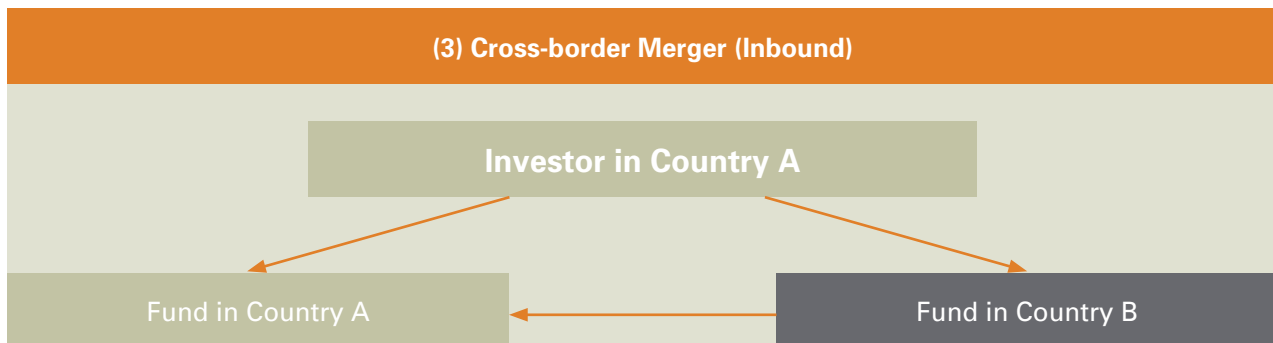 (3) Cross-border Merger (Inbound)
Investor in Country A
Fund in Country A
Fund in Country B